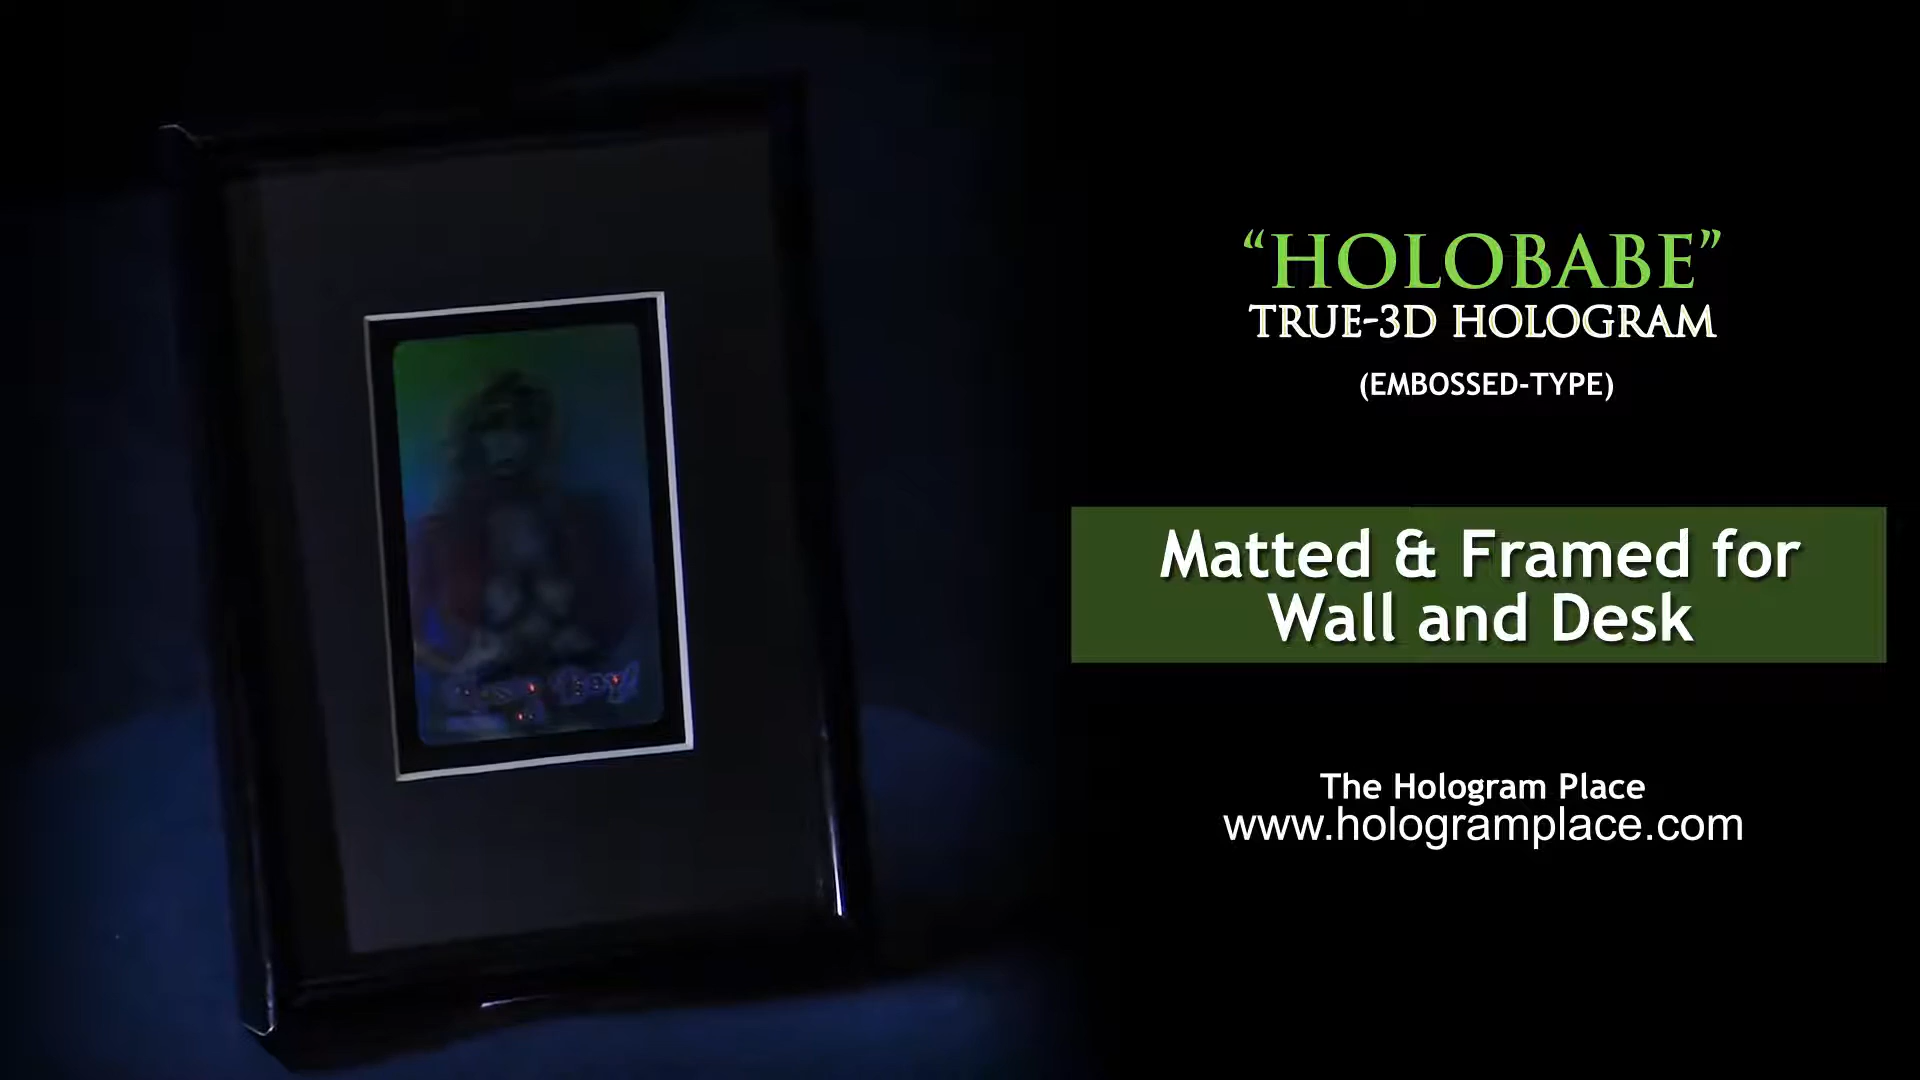 “HOLOBABE”
TRUE-3D HOLOGRAM
(EMBOSSED-TYPE)
Matted & Framed for
Wall and Desk
The Hologram Place
www.hologramplace.com